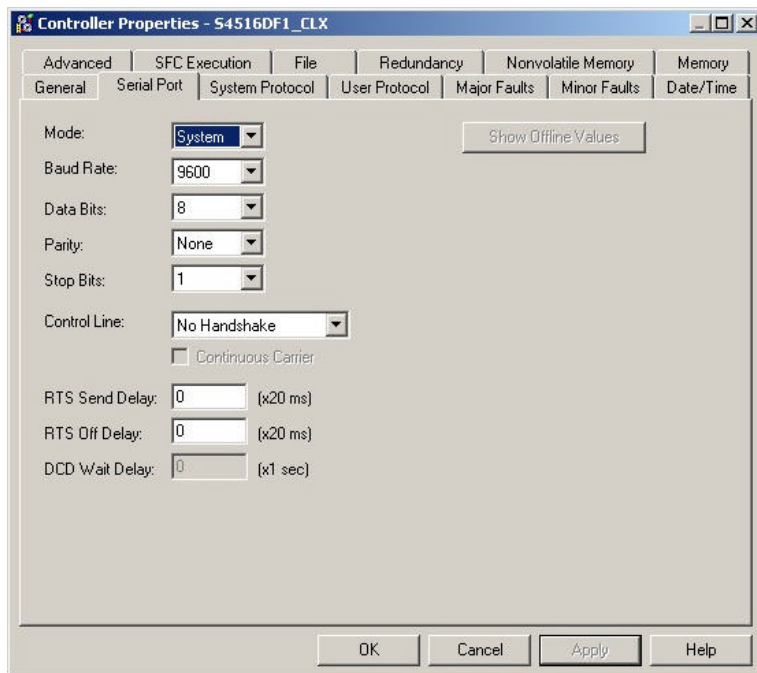 Controller Properties - S4516DF1_CLX
Advanced SFC Execution File Redundancy Nonvolatile Memory Memory
General Serial Port System Protocol User Protocol Major Faults Minor Faults Date/Time
Mode: System Show Offline Values
Baud Rate: 9600
Data Bits: 8
Parity: None
Stop Bits: 1
Control Line: No Handshake
Continuous Carrier
RTS Send Delay: 0 (x20 ms)
RTS Off Delay: 0 (x20 ms)
DCD Wait Delay: 0 (x1 sec)
OK Cancel Apply Help